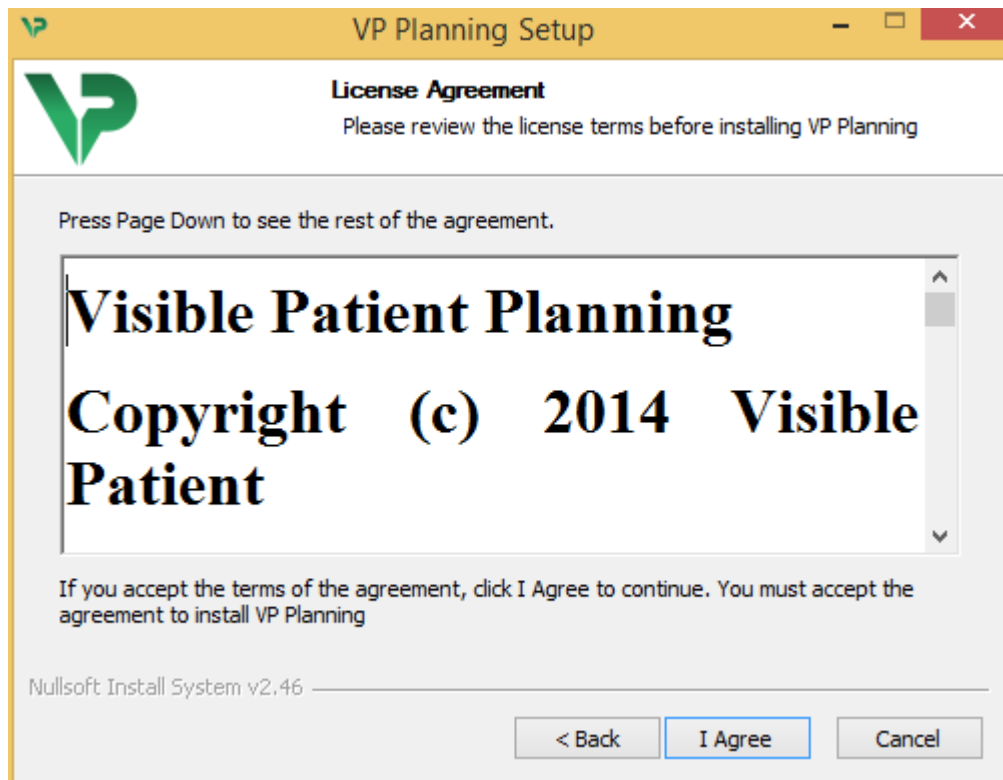 VP Planning Setup
License Agreement
Please review the license terms before installing VP Planning
Press Page Down to see the rest of the agreement.
Visible Patient Planning
Copyright (c) 2014 Visible
Patient
If you accept the terms of the agreement, click I Agree to continue. You must accept the
agreement to install VP Planning
Nullsoft Install System v2.46
< Back
I Agree
Cancel